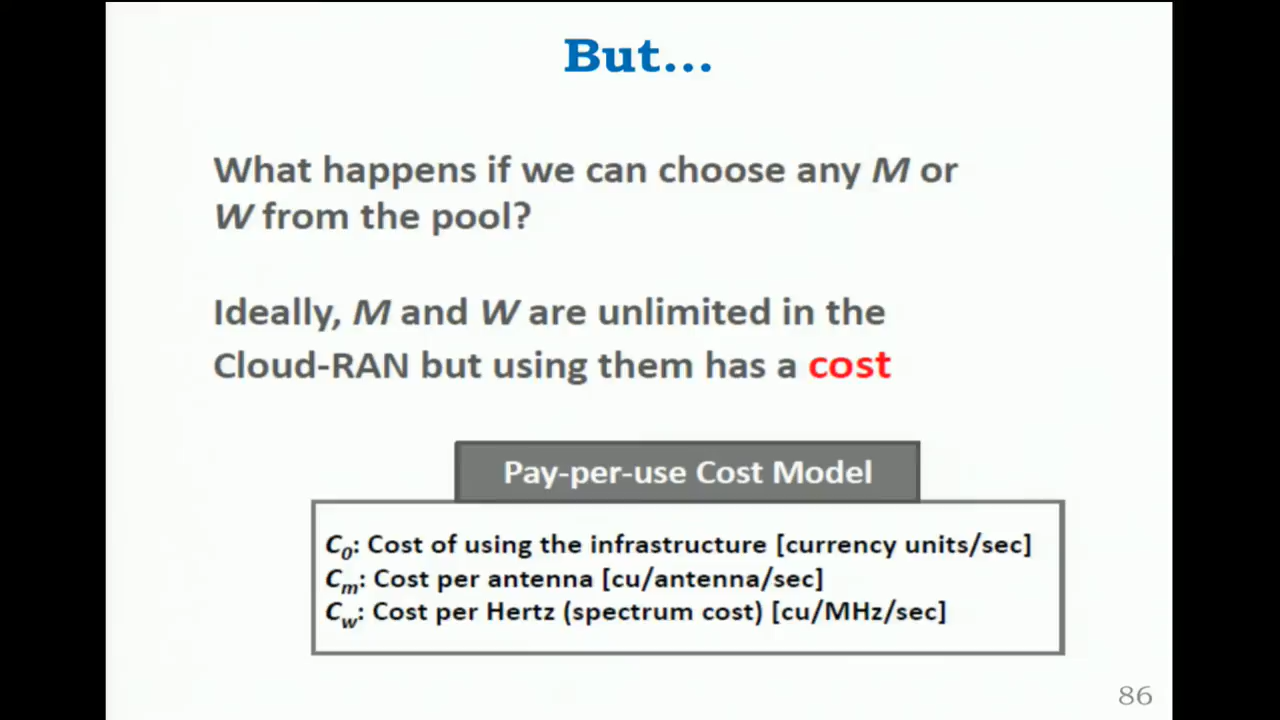 But...
What happens if we can choose any M or
W from the pool?
Ideally, M and W are unlimited in the
Cloud-RAN but using them has a cost
Pay-per-use Cost Model
C0: Cost of using the infrastructure [currency units/sec]
Cm: Cost per antenna [cu/antenna/sec]
Cw: Cost per Hertz (spectrum cost) [cu/MHz/sec]
86